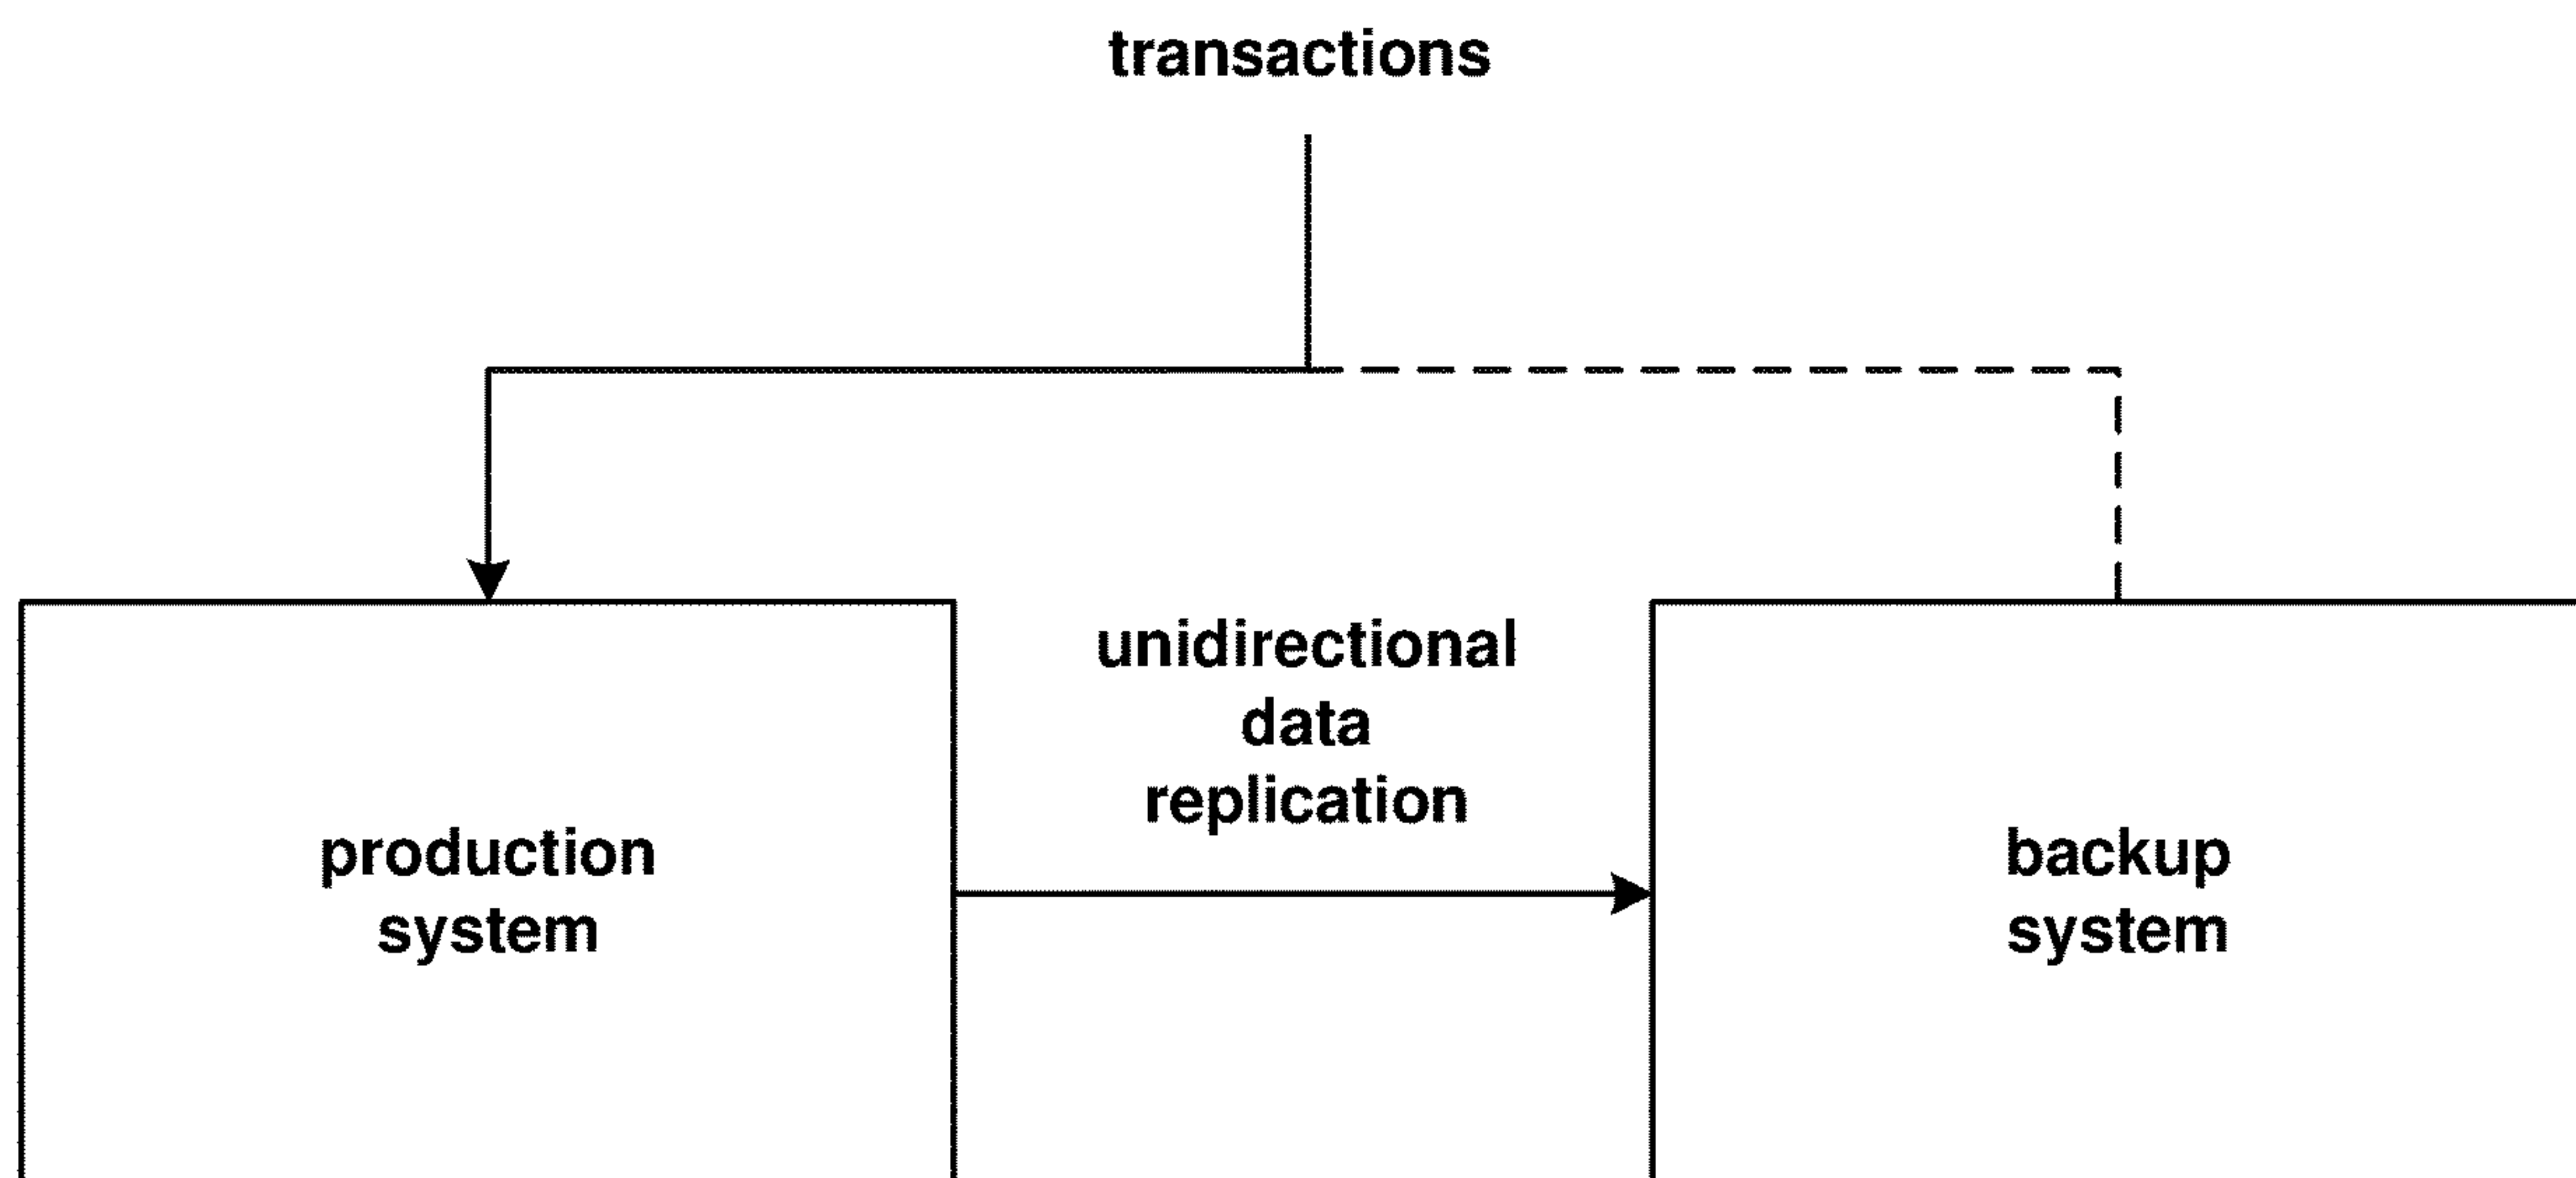 transactions
unidirectional
data
replication
production
system
backup
system